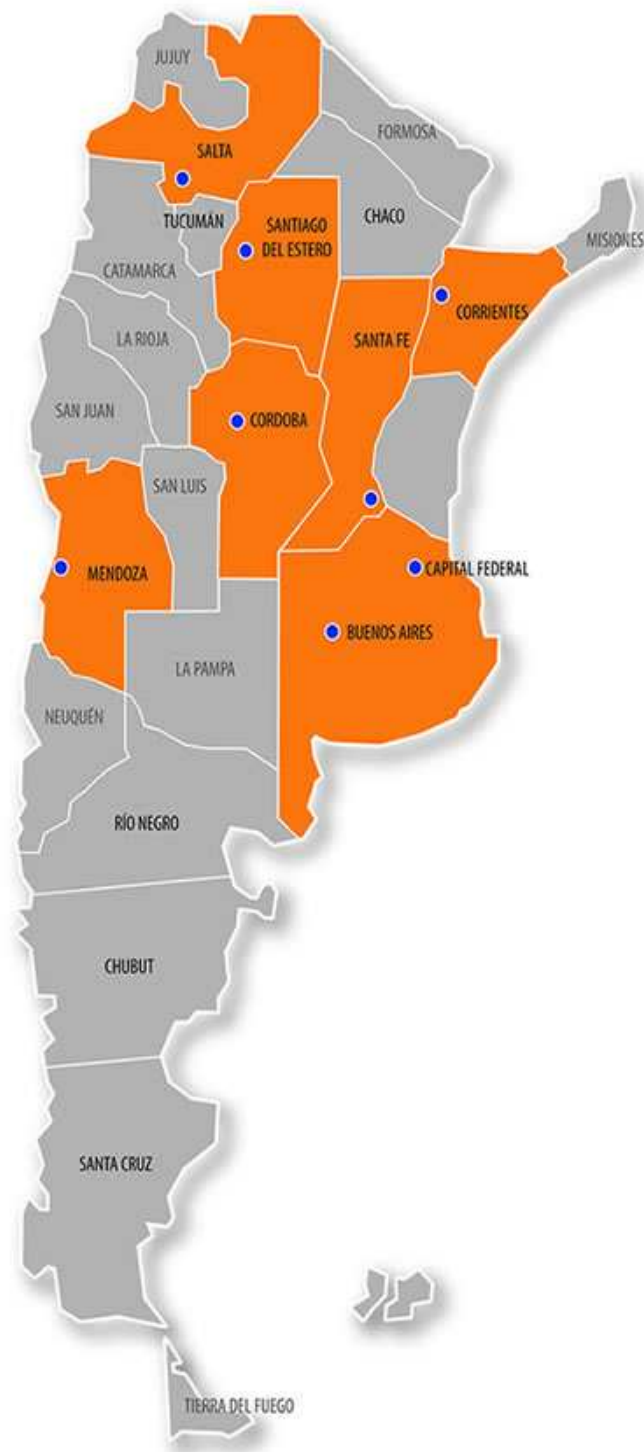 JUJUY
FORMOSA
SALTA
CHACO
TUCUMÁN
SANTIAGO
DEL ESTERO
MISIONES
CATAMARCA
CORRIENTES
LA RIOJA
SANTA FE
SAN JUAN
CORDOBA
SAN LUIS
MENDOZA
CAPITAL FEDERAL
BUENOS AIRES
LA PAMPA
NEUQUÉN
RÍO NEGRO
CHUBUT
SANTA CRUZ
TIERRA DEL FUEGO